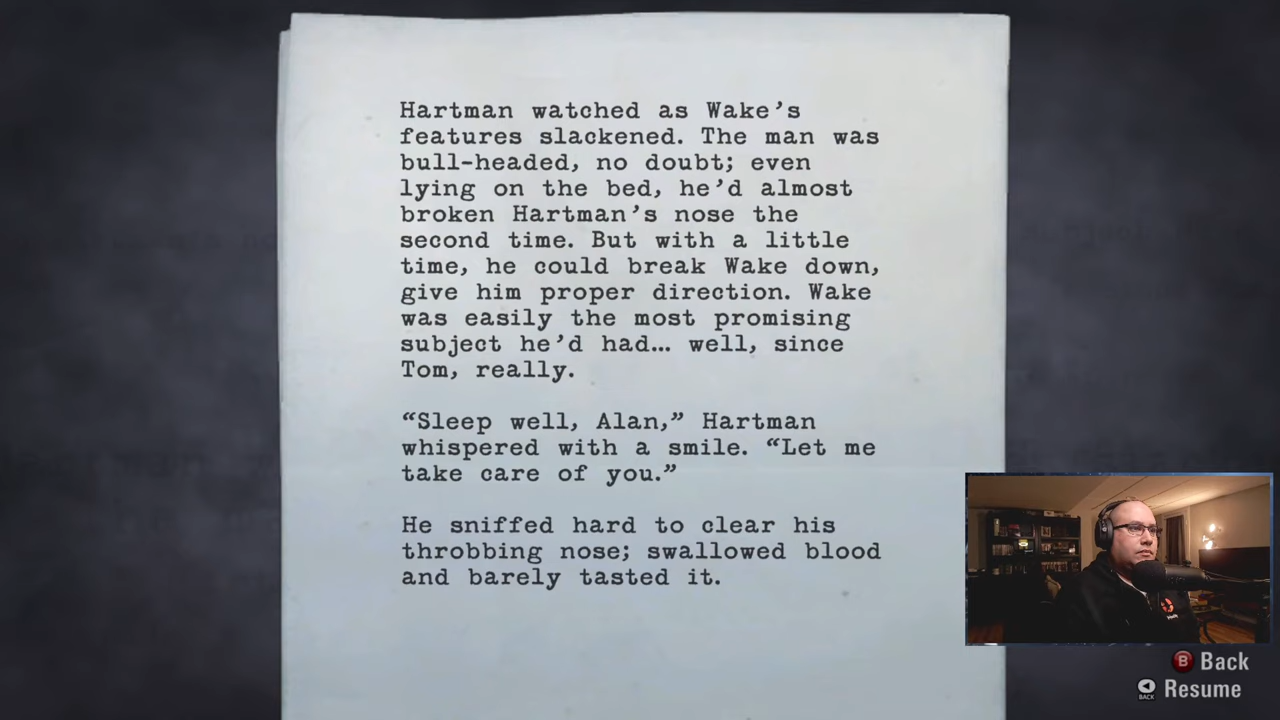 Hartman watched as Wake's
features slackened. The man was
bull-headed, no doubt; even
lying on the bed, he'd almost
broken Hartman's nose the
second time. But with a little
time, he could break Wake down,
give him proper direction. Wake
was easily the most promising
subject he'd had… well, since
Tom, really.
“Sleep well, Alan,” Hartman
whispered with a smile. “Let me
take care of you.”
He sniffed hard to clear his
throbbing nose; swallowed blood
and barely tasted it.
B Back
BACK Resume